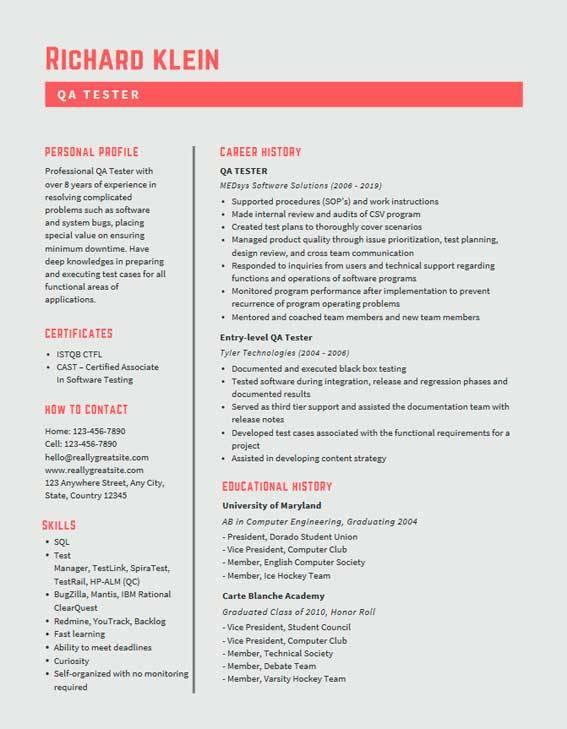 RICHARD KLEIN
QA TESTER
PERSONAL PROFILE
Professional QA Tester with
over 8 years of experience in
resolving complicated
problems such as software
and system bugs, placing
special value on ensuring
minimum downtime. Have
deep knowledges in preparing
and executing test cases for all
functional areas of
applications.
CERTIFICATES
• ISTQB CTFL
• CAST – Certified Associate
In Software Testing
HOW TO CONTACT
Home: 123-456-7890
Cell: 123-456-7890
hello@reallygreatsite.com
www.reallygreatsite.com
123 Anywhere Street, Any City,
State, Country 12345
SKILLS
• SQL
• Test
Manager, TestLink, SpiraTest,
TestRail, HP-ALM (QC)
• BugZilla, Mantis, IBM Rational
ClearQuest
• Redmine, YouTrack, Backlog
• Fast learning
• Ability to meet deadlines
• Curiosity
• Self-organized with no monitoring
required
CAREER HISTORY
QA TESTER
MEDsys Software Solutions (2006 - 2019)
• Supported procedures (SOP's) and work instructions
• Made internal review and audits of CSV program
• Created test plans to thoroughly cover scenarios
• Managed product quality through issue prioritization, test planning,
design review, and cross team communication
• Responded to inquiries from users and technical support regarding
functions and operations of software programs
• Monitored program performance after implementation to prevent
recurrence of program operating problems
• Mentored and coached team members and new team members
Entry-level QA Tester
Tyler Technologies (2004 - 2006)
• Documented and executed black box testing
• Tested software during integration, release and regression phases and
documented results
• Served as third tier support and assisted the documentation team with
release notes
• Developed test cases associated with the functional requirements for a
project
• Assisted in developing content strategy
EDUCATIONAL HISTORY
University of Maryland
AB in Computer Engineering, Graduating 2004
- President, Dorado Student Union
- Vice President, Computer Club
- Member, English Computer Society
- Member, Ice Hockey Team
Carte Blanche Academy
Graduated Class of 2010, Honor Roll
- Vice President, Student Council
- Vice President, Computer Club
- Member, Technical Society
- Member, Debate Team
- Member, Varsity Hockey Team